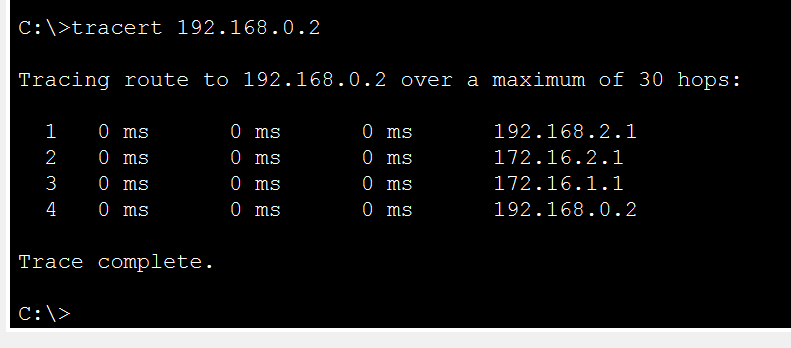 C:\>tracert 192.168.0.2
Tracing route to 192.168.0.2 over a maximum of 30 hops:
1 0 ms 0 ms 0 ms 192.168.2.1
2 0 ms 0 ms 0 ms 172.16.2.1
3 0 ms 0 ms 0 ms 172.16.1.1
4 0 ms 0 ms 0 ms 192.168.0.2
Trace complete.
C:\>